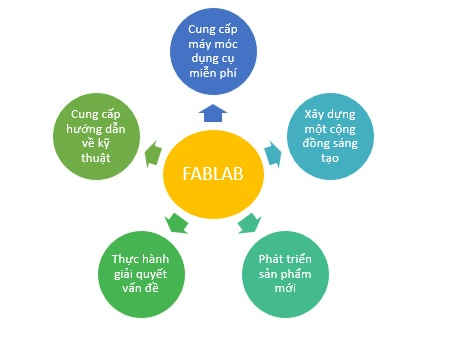 Cung cấp
máy móc
dụng cụ
miễn phí
Cung cấp
hướng dẫn
về kỹ
thuật
Xây dựng
một cộng
đồng sáng
tạo
FABLAB
Thực hành
giải quyết
vấn đề
Phát triển
sản phẩm
mới